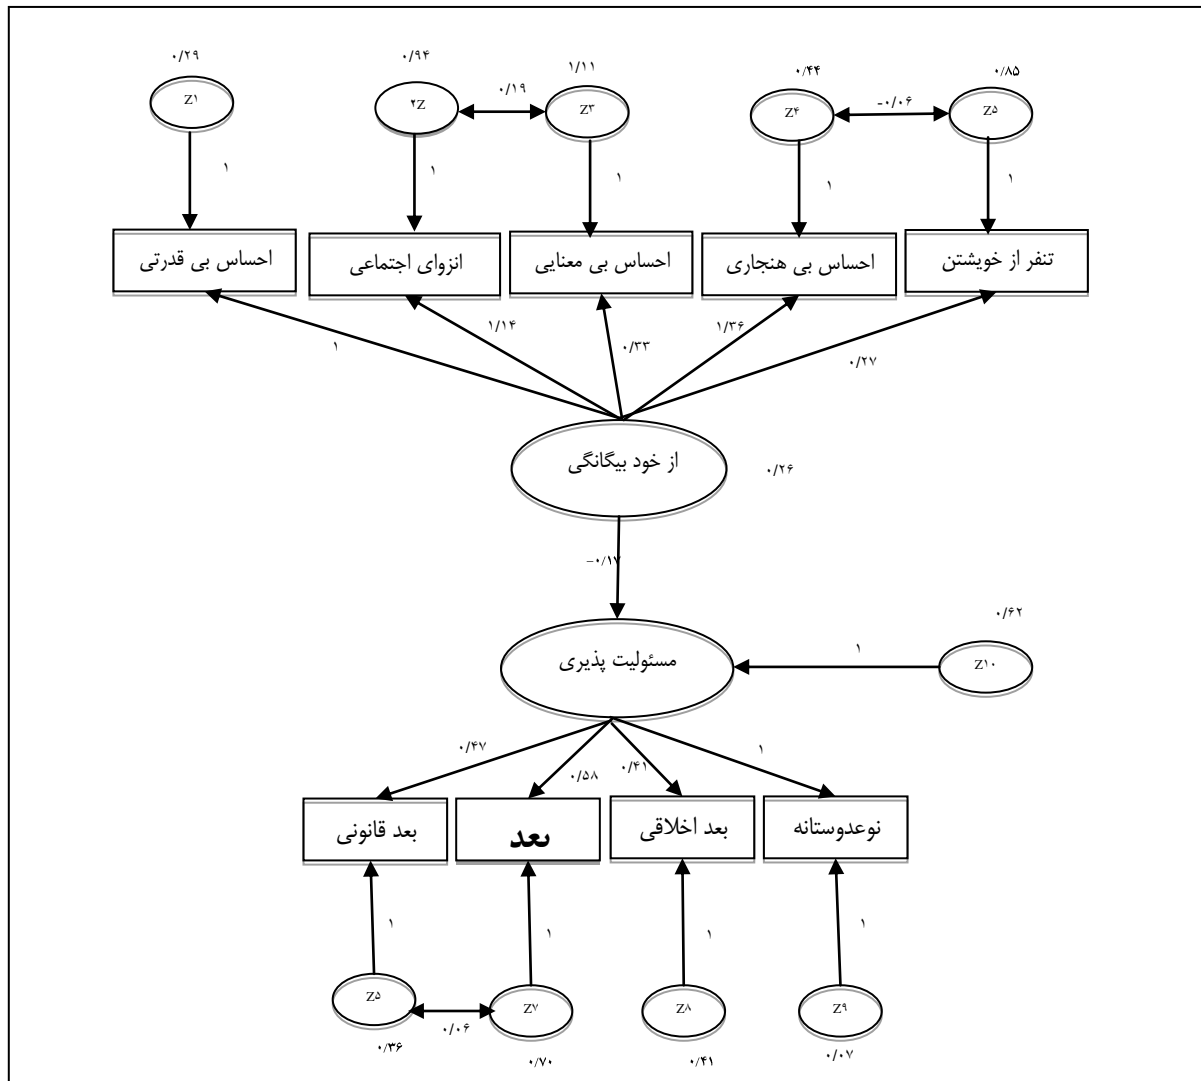 ۰/۲۹
۰/۹۴
۱/۱۱
۰/۴۴
۰/۸۵
۰/۱۹
-۰/۰۶
Z۱
۲Z
Z۳
Z۴
Z۵
۱
۱
۱
۱
۱
احساس بی قدرتی
انزوای اجتماعی
احساس بی معنایی
احساس بی هنجاری
تنفر از خویشتن
۱
۱/۱۴
۰/۳۳
۱/۳۶
۰/۲۷
از خود بیگانگی
۰/۲۶
-۰/۱۷
۰/۶۲
مسئولیت پذیری
۱
Z۱۰
۰/۴۷
۰/۵۸
۰/۴۱
۱
بعد قانونی
بعد
بعد اخلاقی
نوعدوستانه
۱
۱
۱
۱
Z۵
Z۷
Z۸
Z۹
۰/۰۶
۰/۳۶
۰/۷۰
۰/۴۱
۰/۰۷